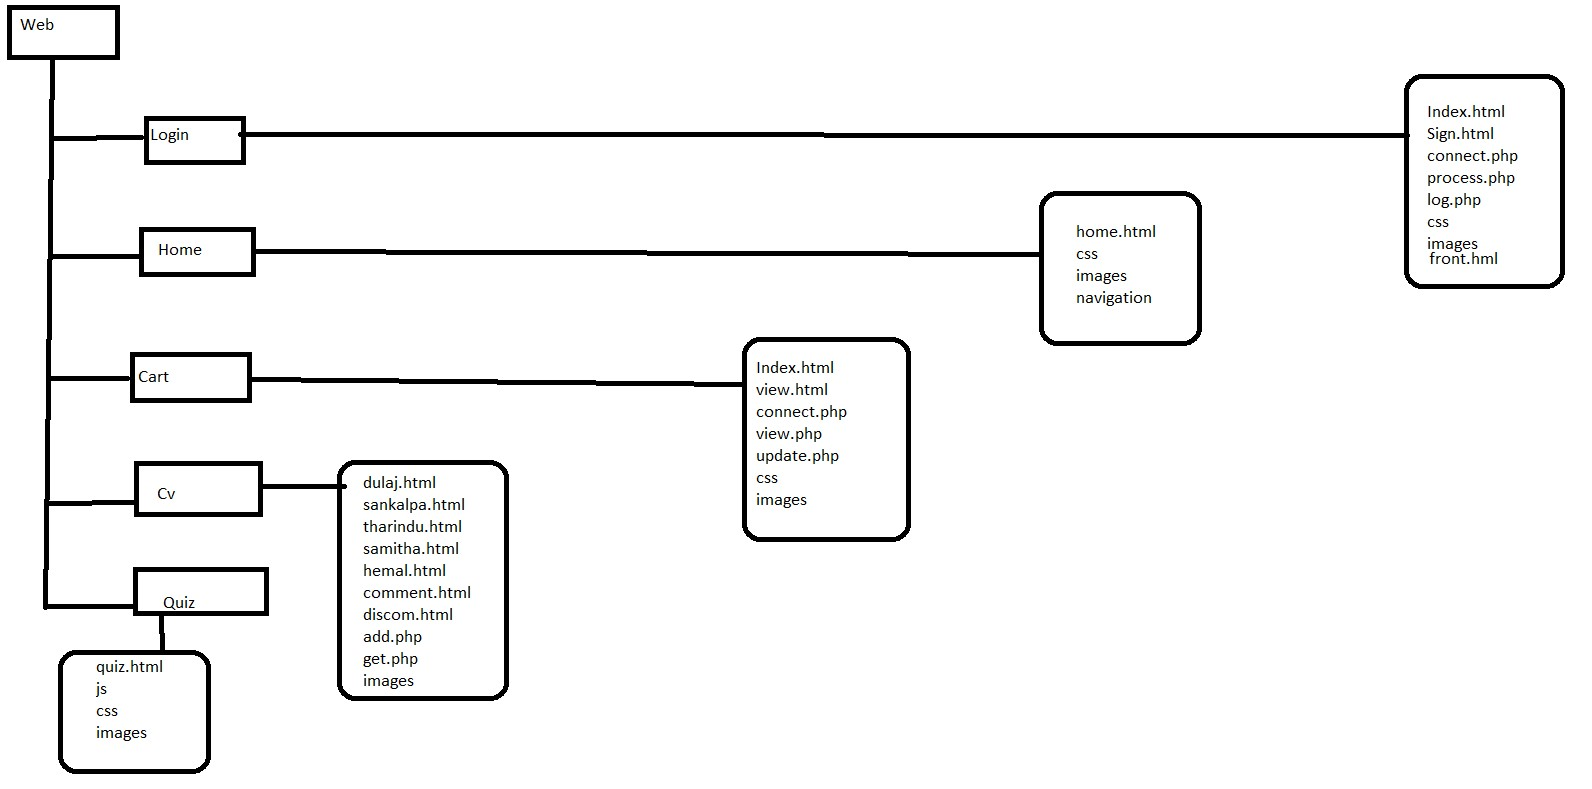 Web
Login
Index.html
Sign.html
connect.php
process.php
log.php
css
images
front.hml
Home
home.html
css
images
navigation
Cart
Index.html
view.html
connect.php
view.php
update.php
css
images
Cv
dulaj.html
sankalpa.html
tharindu.html
samitha.html
hemal.html
comment.html
discom.html
add.php
get.php
images
Quiz
quiz.html
js
css
images